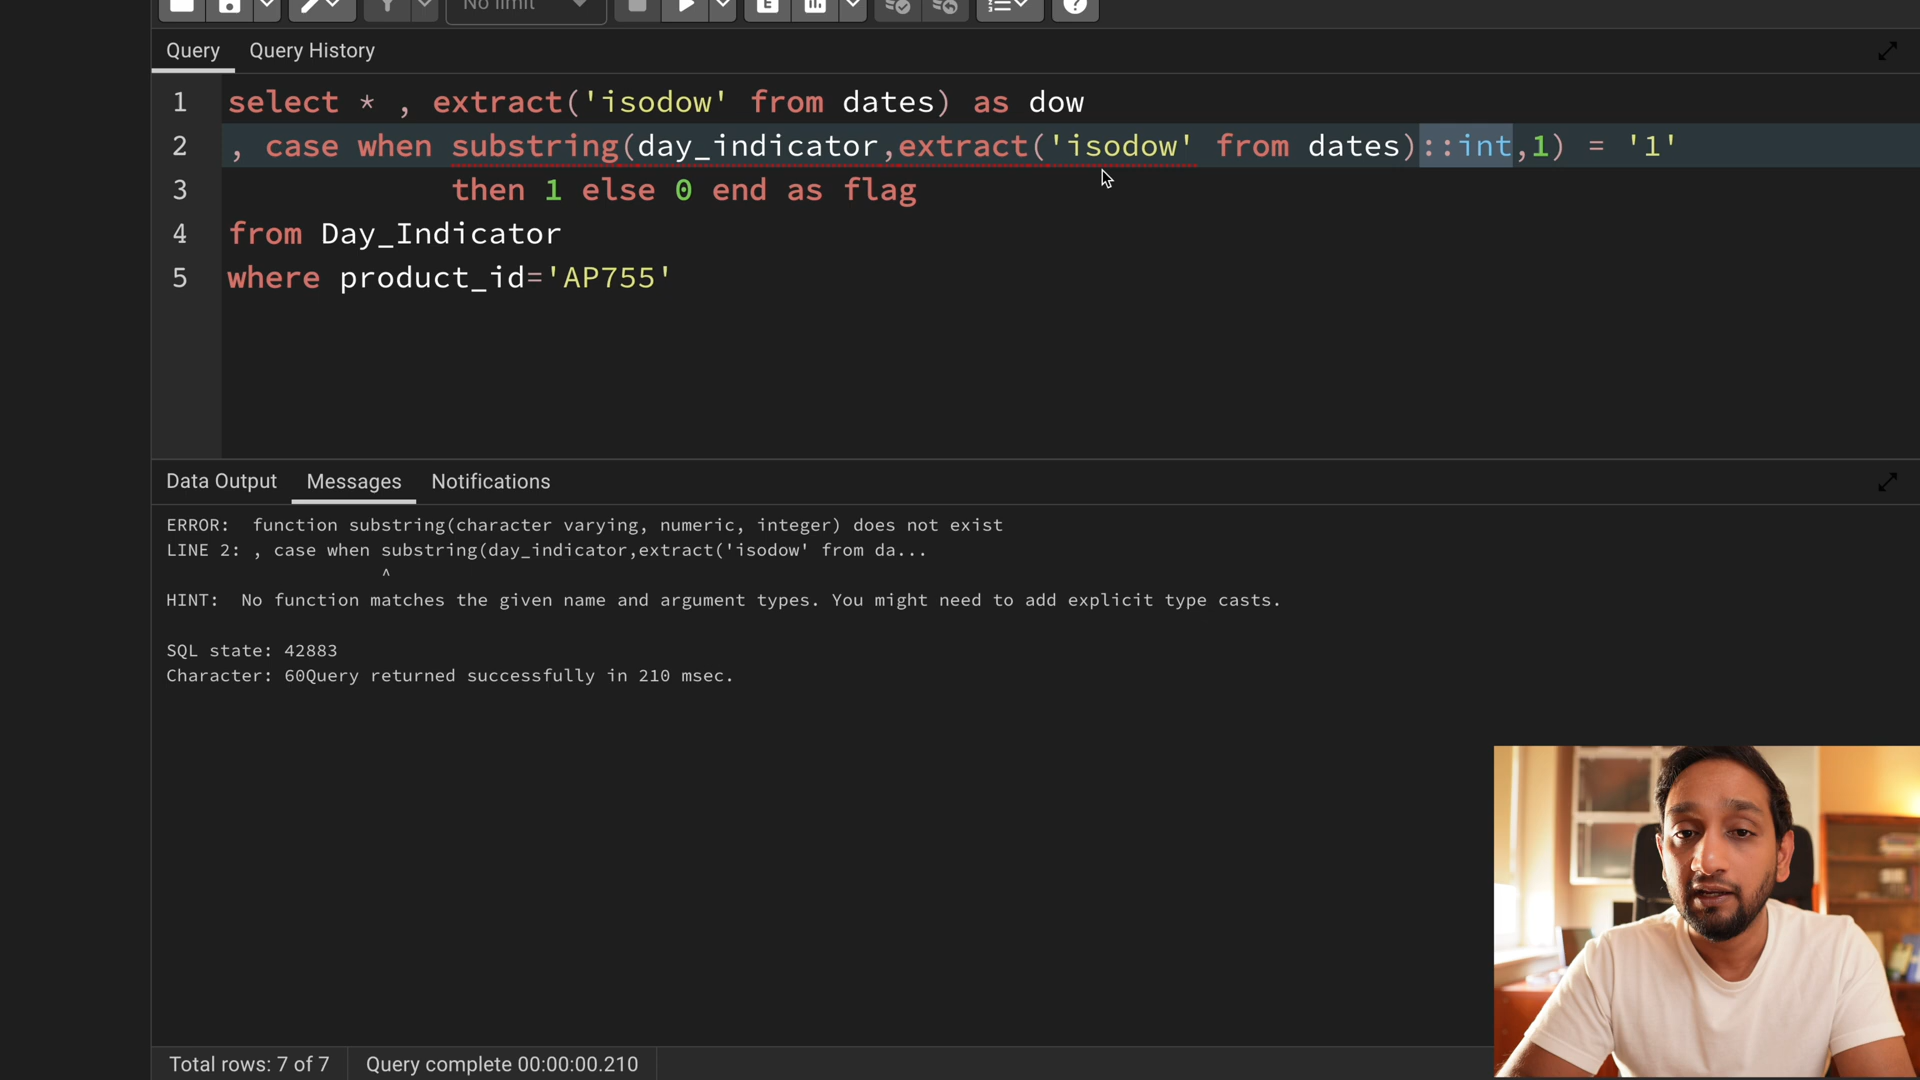 No limit
Query Query History
1 select * , extract('isodow' from dates) as dow
2 , case when substring(day_indicator,extract('isodow' from dates)::int,1) = '1'
3 then 1 else 0 end as flag
4 from Day_Indicator
5 where product_id='AP755'
Data Output Messages Notifications
ERROR:  function substring(character varying, numeric, integer) does not exist
LINE 2: , case when substring(day_indicator,extract('isodow' from da...
^
HINT:  No function matches the given name and argument types. You might need to add explicit type casts.
SQL state: 42883
Character: 60Query returned successfully in 210 msec.
Total rows: 7 of 7 Query complete 00:00:00.210